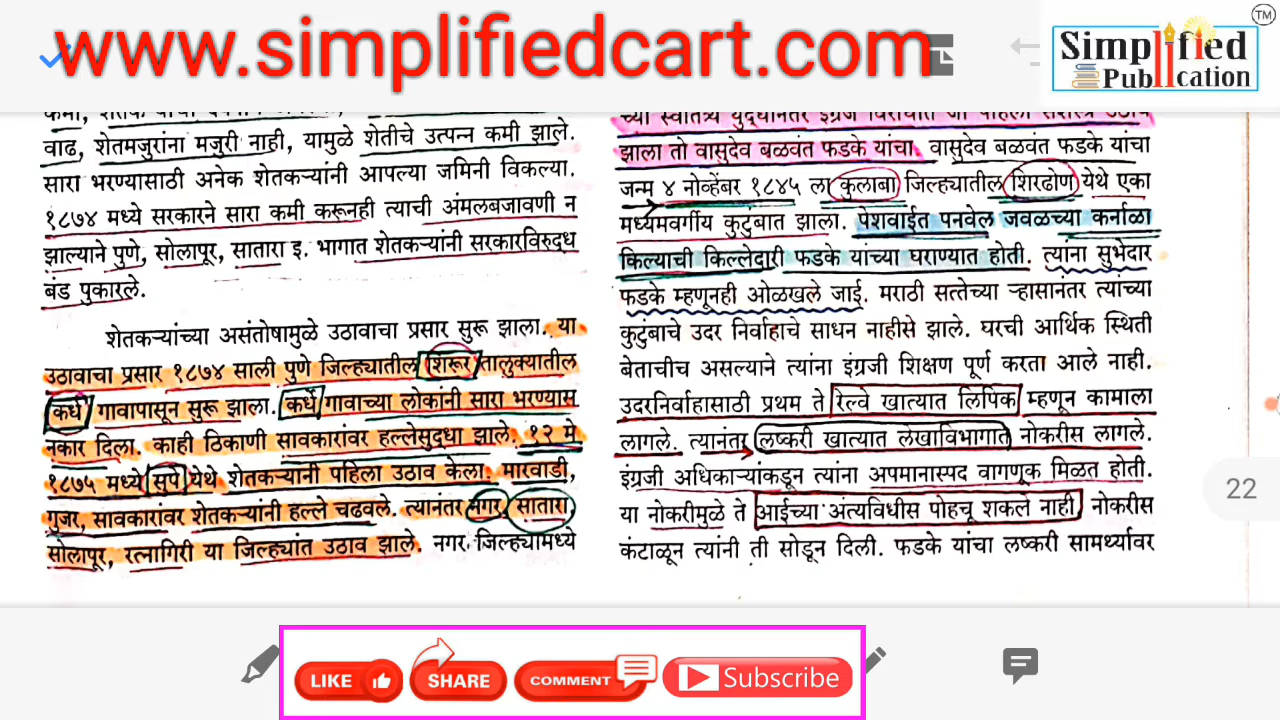 www.simplifiedcart.com
TM
Simplified
Publication
वाढ, शेतमजुरांना मजुरी नाही, यामुळे शेतीचे उत्पन्न कमी झाले.
सारा भरण्यासाठी अनेक शेतकऱ्यांनी आपल्या जमिनी विकल्या.
१८७४ मध्ये सरकारने सारा कमी करूनही त्याची अंमलबजावणी न
झाल्याने पुणे, सोलापूर, सातारा इ. भागात शेतकऱ्यांनी सरकारविरुद्ध
बंड पुकारले.
शेतकऱ्यांच्या असंतोषामुळे उठावाचा प्रसार सुरू झाला. या
उठावाचा प्रसार १८७४ साली पुणे जिल्ह्यातील शिरूर तालुक्यातील
कर्धे गावापासून सुरू झाला. कर्धे गावाच्या लोकांनी सारा भरण्यास
नकार दिला. काही ठिकाणी सावकारांवर हल्लेसुद्धा झाले. १२ मे
१८७५ मध्ये सुपे येथे शेतकऱ्यांनी पहिला उठाव केला. मारवाडी,
गुजर, सावकारांवर शेतकऱ्यांनी हल्ले चढवले. त्यानंतर नगर, सातारा
सोलापूर, रत्नागिरी या जिल्ह्यांत उठाव झाले. नगर जिल्ह्यामध्ये
च्या स्वातंत्र्य युद्धानंतर इंग्रज विरोधात जो पहिला सशस्त्र उठाव
झाला तो वासुदेव बळवंत फडके यांचा. वासुदेव बळवंत फडके यांचा
जन्म ४ नोव्हेंबर १८४५ ला कुलाबा जिल्ह्यातील शिरढोण येथे एका
मध्यमवर्गीय कुटुंबात झाला. पेशवाईत पनवेल जवळच्या कर्नाळा
किल्याची किल्लेदारी फडके यांच्या घराण्यात होती. त्यांना सुभेदार
फडके म्हणूनही ओळखले जाई. मराठी सत्तेच्या ऱ्हासानंतर त्यांच्या
कुटुंबाचे उदर निर्वाहाचे साधन नाहीसे झाले. घरची आर्थिक स्थिती
बेताचीच असल्याने त्यांना इंग्रजी शिक्षण पूर्ण करता आले नाही.
उदरनिर्वाहासाठी प्रथम ते रेल्वे खात्यात लिपिक म्हणून कामाला
लागले. त्यानंतर लष्करी खात्यात लेखाविभागात नोकरीस लागले.
इंग्रजी अधिकाऱ्यांकडून त्यांना अपमानास्पद वागणूक मिळत होती.
या नोकरीमुळे ते आईच्या अंत्यविधीस पोहचू शकले नाही नोकरीस
कंटाळून त्यांनी ती सोडून दिली. फडके यांचा लष्करी सामर्थ्यावर
22
LIKE
SHARE
COMMENT
Subscribe